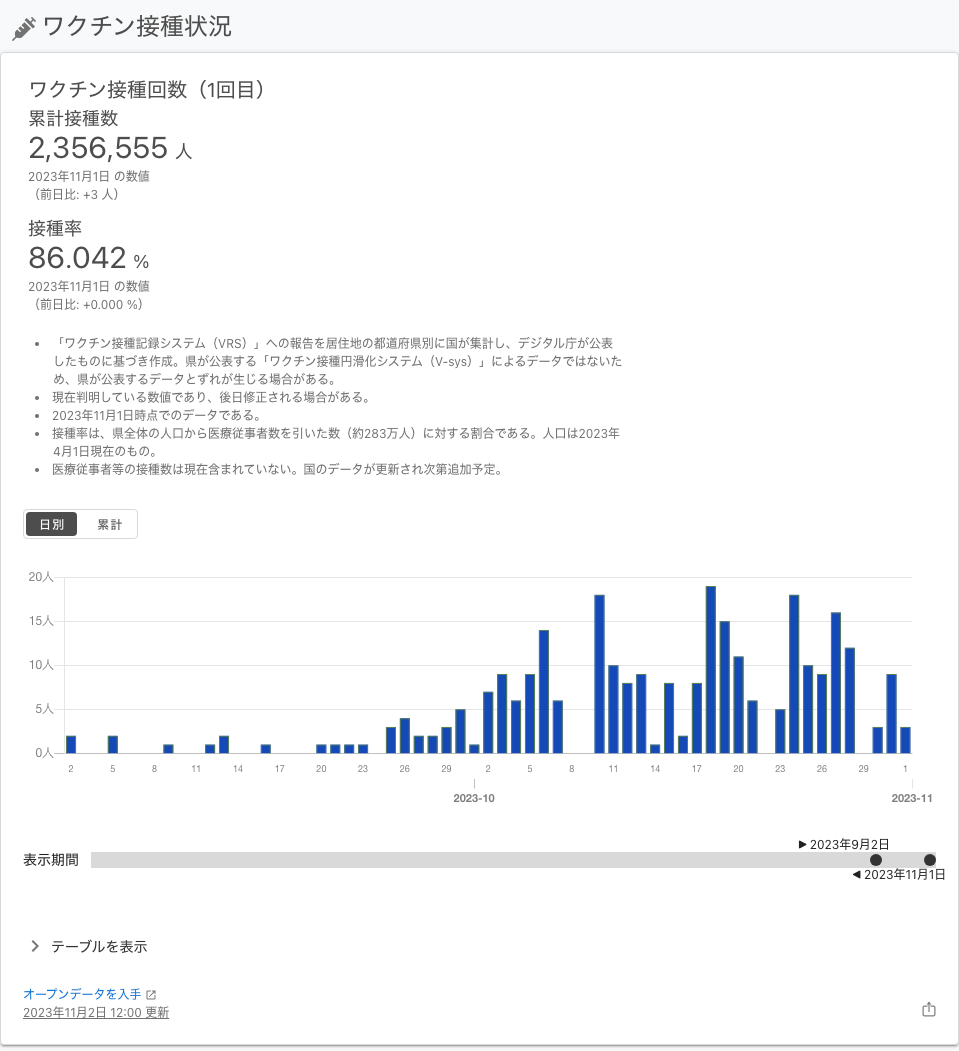 ワクチン接種状況
ワクチン接種回数（1回目）
累計接種数
2,356,555 人
2023年11月1日 の数値
（前日比: +3 人）
接種率
86.042 %
2023年11月1日 の数値
（前日比: +0.000 %）
• 「ワクチン接種記録システム（VRS）」への報告を居住地の都道府県別に国が集計し、デジタル庁が公表
したものに基づき作成。県が公表する「ワクチン接種円滑化システム（V-sys）」によるデータではないた
め、県が公表するデータとずれが生じる場合がある。
• 現在判明している数値であり、後日修正される場合がある。
• 2023年11月1日時点でのデータである。
• 接種率は、県全体の人口から医療従事者数を引いた数（約283万人）に対する割合である。人口は2023年
4月1日現在のもの。
• 医療従事者等の接種数は現在含まれていない。国のデータが更新され次第追加予定。
日別 累計
20人
15人
10人
5人
0人
2 5 8 11 14 17 20 23 26 29 2 5 8 11 14 17 20 23 26 29 1
2023-10 2023-11
▶ 2023年9月2日
表示期間
◀ 2023年11月1日
テーブルを表示
オープンデータを入手
2023年11月2日 12:00 更新